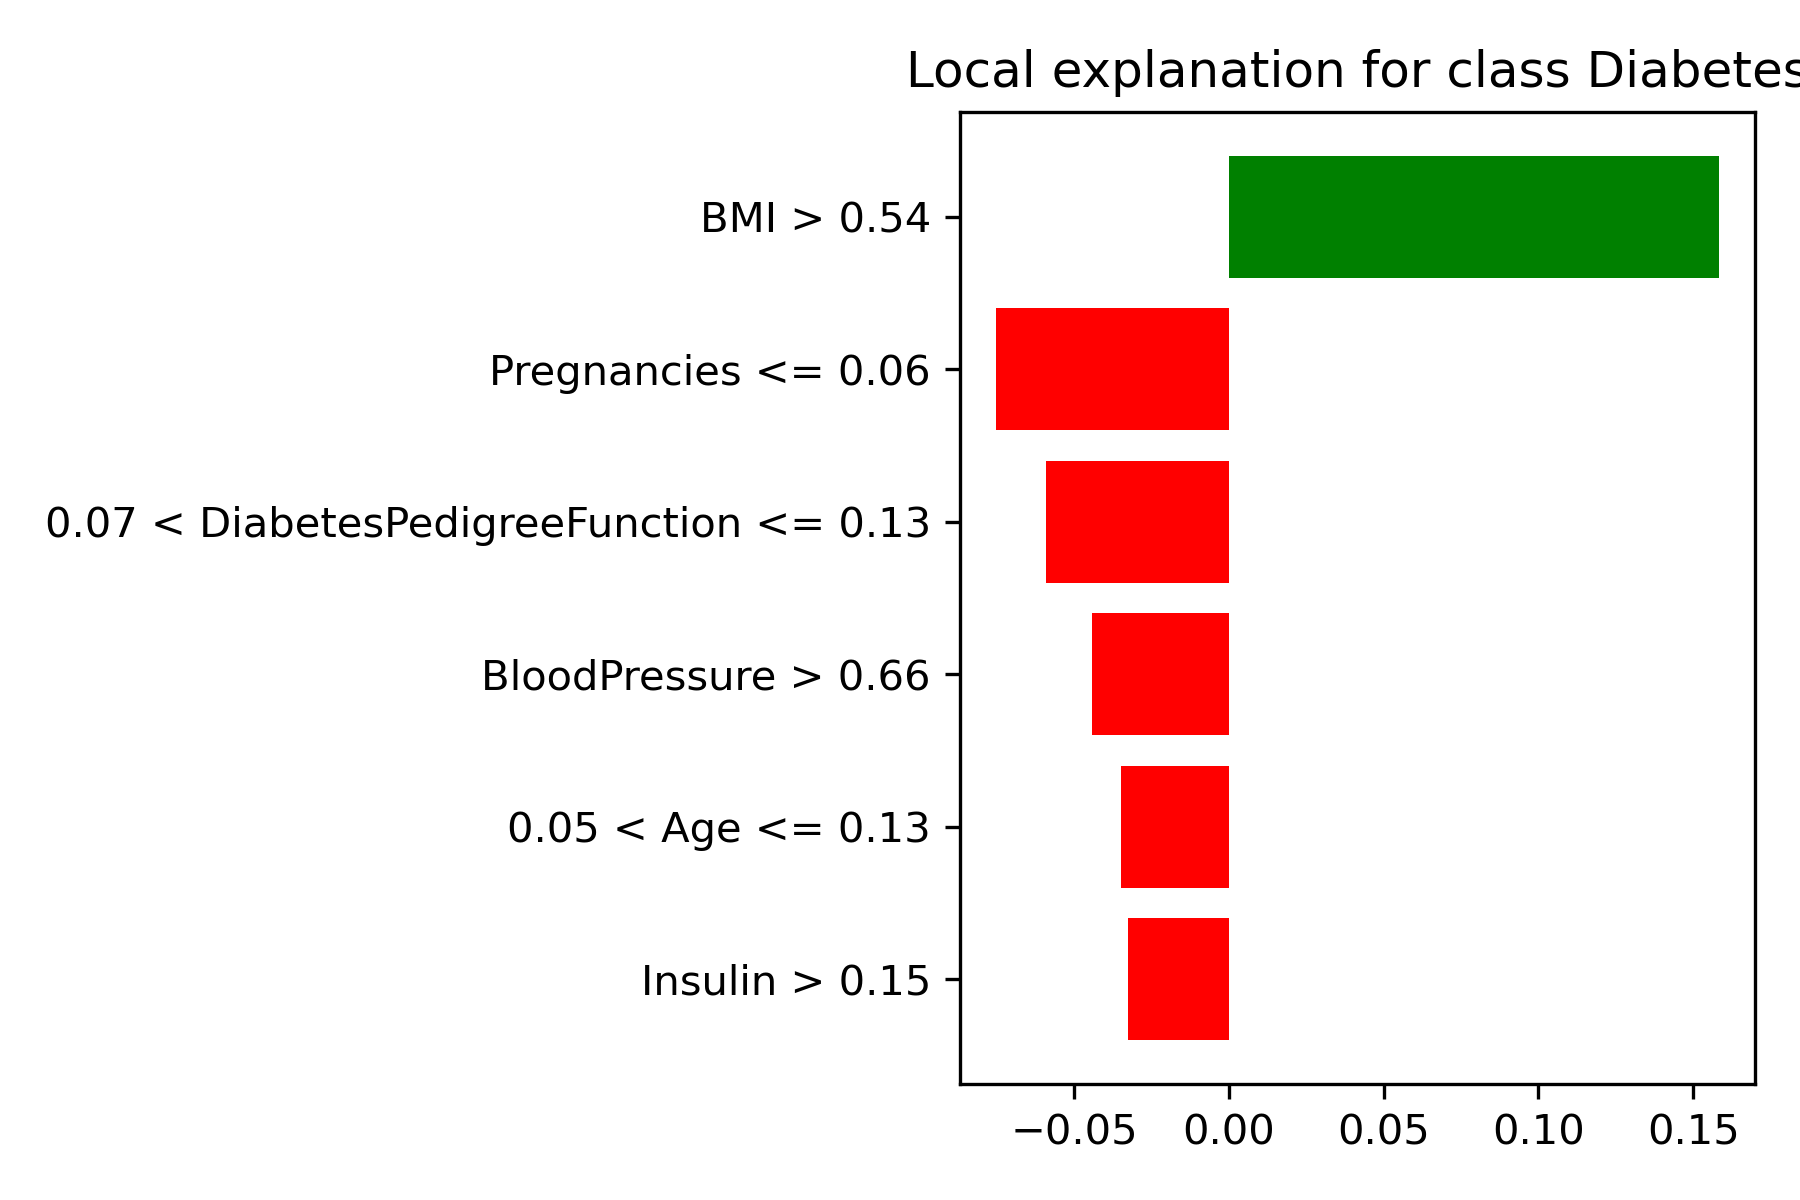 Local explanation for class Diabetes
BMI > 0.54
Pregnancies <= 0.06
0.07 < DiabetesPedigreeFunction <= 0.13
BloodPressure > 0.66
0.05 < Age <= 0.13
Insulin > 0.15
−0.05 0.00 0.05 0.10 0.15